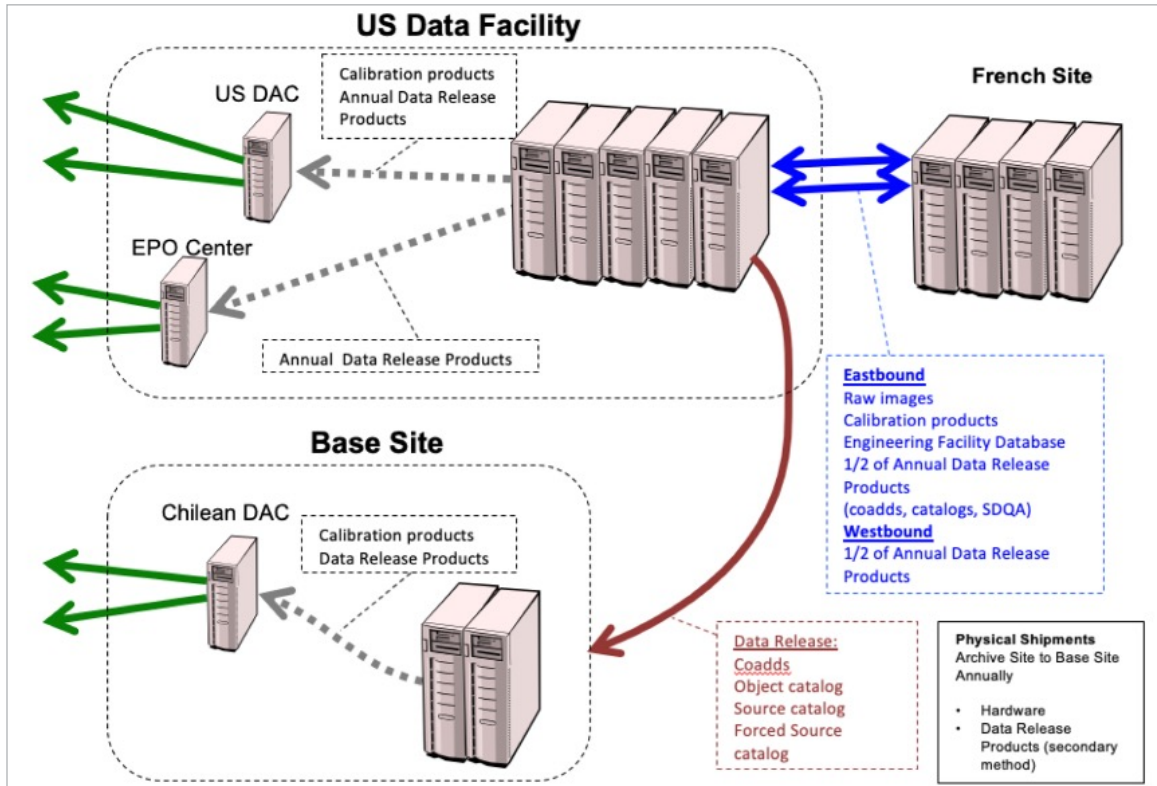 US Data Facility
Calibration products
Annual Data Release
Products
US DAC
French Site
EPO Center
Annual  Data Release Products
Eastbound
Raw images
Calibration products
Engineering Facility Database
1/2 of Annual Data Release
Products
(coadds, catalogs, SDQA)
Westbound
1/2 of Annual Data Release
Products
Base Site
Chilean DAC
Calibration products
Data Release Products
Data Release:
Coadds
Object catalog
Source catalog
Forced Source
catalog
Physical Shipments
Archive Site to Base Site
Annually
• Hardware
• Data Release
Products (secondary
method)